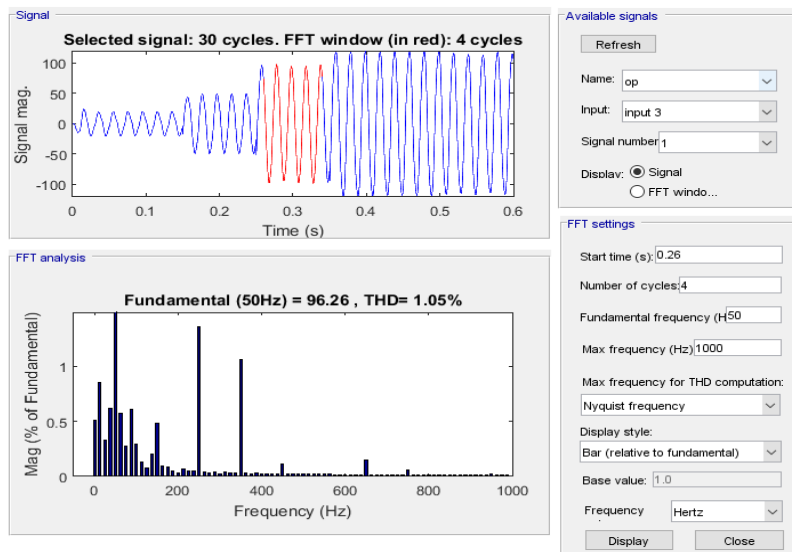 Signal
Selected signal: 30 cycles. FFT window (in red): 4 cycles
Signal mag.
100
50
0
-50
-100
0 0.1 0.2 0.3 0.4 0.5 0.6
Time (s)
FFT analysis
Fundamental (50Hz) = 96.26 , THD= 1.05%
Mag (% of Fundamental)
1
0.5
0
0 200 400 600 800 1000
Frequency (Hz)
Available signals
Refresh
Name: op
Input: input 3
Signal number: 1
Display: Signal
FFT windo...
FFT settings
Start time (s): 0.26
Number of cycles: 4
Fundamental frequency (H 50
Max frequency (Hz) 1000
Max frequency for THD computation:
Nyquist frequency
Display style:
Bar (relative to fundamental)
Base value: 1.0
Frequency Hertz
Display Close